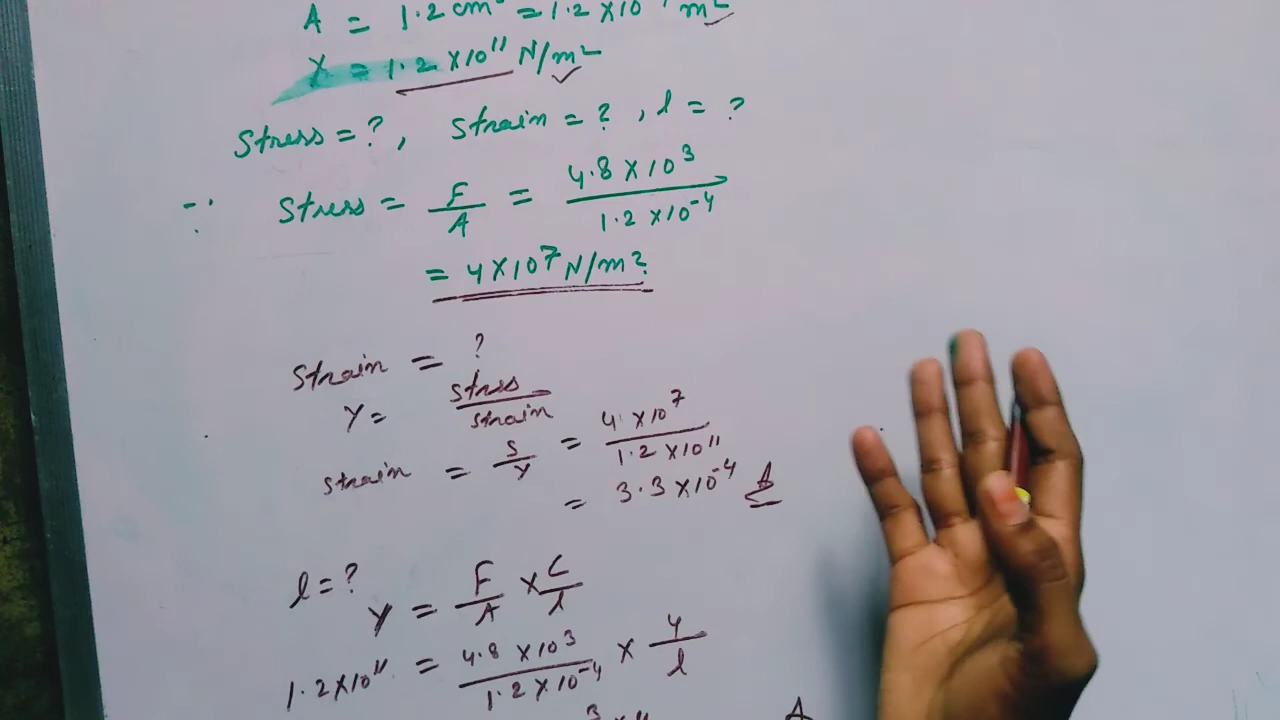 A = 1.2 cm² = 1.2 × 10⁻⁴ m²
Y = 1.2 × 10¹¹ N/m²
Stress = ?, Strain = ?, l = ?
∵ Stress = F/A = 4.8 × 10³ / 1.2 × 10⁻⁴
= 4 × 10⁷ N/m².
Strain = ?
Y = Stress / Strain
Strain = S/Y = 4 × 10⁷ / 1.2 × 10¹¹
= 3.3 × 10⁻⁴ A
l = ?
Y = F/A × L/l
1.2 × 10¹¹ = 4.8 × 10³ / 1.2 × 10⁻⁴ × 4/l